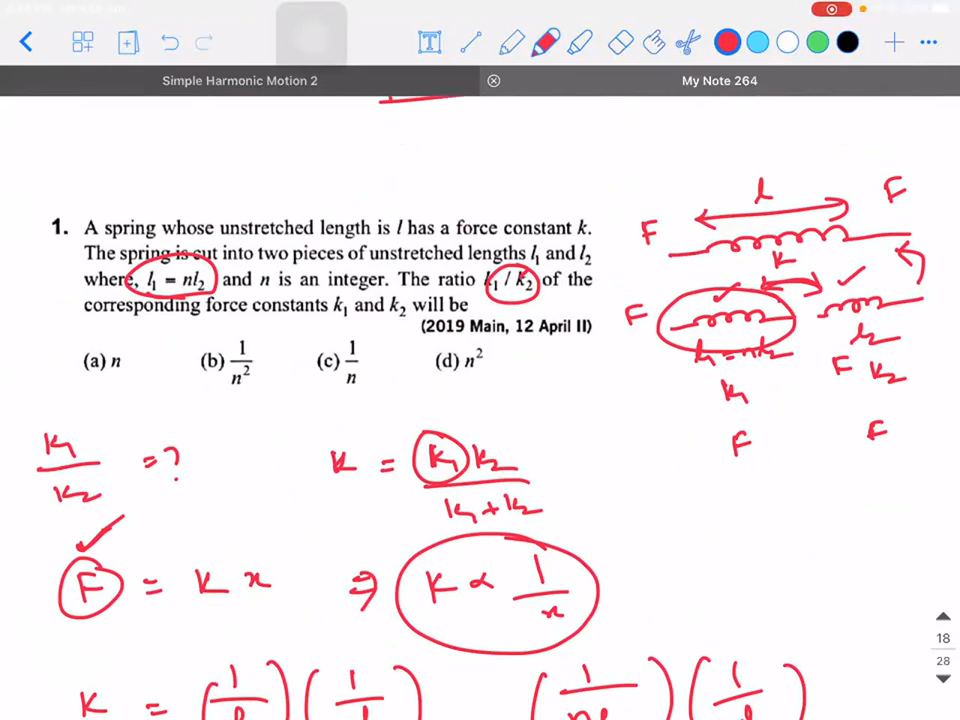 Simple Harmonic Motion 2
My Note 264
1. A spring whose unstretched length is l has a force constant k.
The spring is cut into two pieces of unstretched lengths l₁ and l₂
where, l₁ = nl₂ and n is an integer. The ratio k₁ / k₂ of the
corresponding force constants k₁ and k₂ will be
(2019 Main, 12 April II)
(a) n (b) 1/n² (c) 1/n (d) n²
l
F
F
K
F
l₂
F K₂
K₁
F
F
K₁/K₂ = ?
K = K₁K₂/K₁+K₂
F = K x ⇒ K ∝ 1/x
18
28
K =